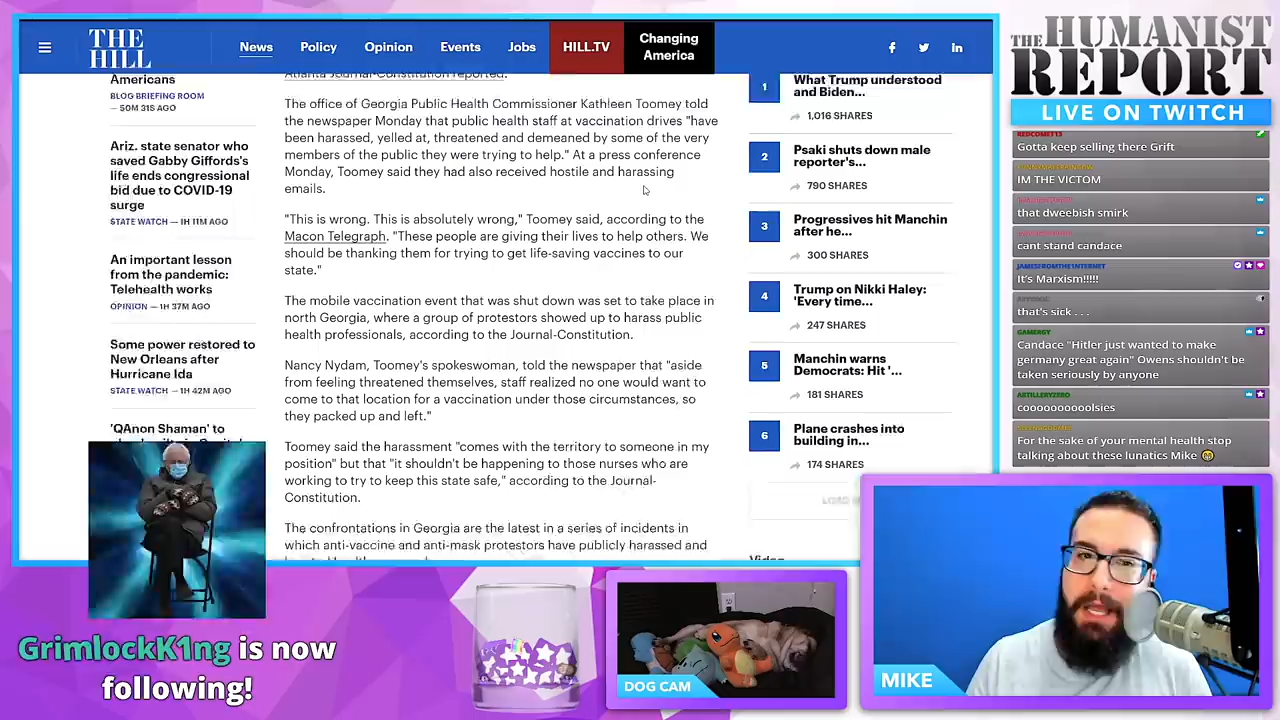 THE
HILL
News
Policy
Opinion
Events
Jobs
HILL.TV
Changing
America
Americans
BLOG BRIEFING ROOM
— 50M 31S AGO
Ariz. state senator who
saved Gabby Giffords's
life ends congressional
bid due to COVID-19
surge
STATE WATCH — 1H 11M AGO
An important lesson
from the pandemic:
Telehealth works
OPINION — 1H 37M AGO
Some power restored to
New Orleans after
Hurricane Ida
STATE WATCH — 1H 42M AGO
'QAnon Shaman' to
Atlanta Journal-Constitution reported.
The office of Georgia Public Health Commissioner Kathleen Toomey told
the newspaper Monday that public health staff at vaccination drives "have
been harassed, yelled at, threatened and demeaned by some of the very
members of the public they were trying to help." At a press conference
Monday, Toomey said they had also received hostile and harassing
emails.
"This is wrong. This is absolutely wrong," Toomey said, according to the
Macon Telegraph. "These people are giving their lives to help others. We
should be thanking them for trying to get life-saving vaccines to our
state."
The mobile vaccination event that was shut down was set to take place in
north Georgia, where a group of protestors showed up to harass public
health professionals, according to the Journal-Constitution.
Nancy Nydam, Toomey's spokeswoman, told the newspaper that "aside
from feeling threatened themselves, staff realized no one would want to
come to that location for a vaccination under those circumstances, so
they packed up and left."
Toomey said the harassment "comes with the territory to someone in my
position" but that "it shouldn't be happening to those nurses who are
working to try to keep this state safe," according to the Journal-
Constitution.
The confrontations in Georgia are the latest in a series of incidents in
which anti-vaccine and anti-mask protestors have publicly harassed and
1
What Trump understood
and Biden...
1,016 SHARES
2
Psaki shuts down male
reporter's...
790 SHARES
3
Progressives hit Manchin
after he...
300 SHARES
4
Trump on Nikki Haley:
'Every time...
247 SHARES
5
Manchin warns
Democrats: Hit '...
181 SHARES
6
Plane crashes into
building in...
174 SHARES
Video
THE HUMANIST
REPORT
LIVE ON TWITCH
REDCOMET13
Gotta keep selling there Grift
IM THE VICTOM
that dweebish smirk
cant stand candace
JAMESFROMTHE1NTERNET
It's Marxism!!!!!
that's sick . . .
GAMERGY
Candace "Hitler just wanted to make
germany great again" Owens shouldn't be
taken seriously by anyone
ARTILLERYZERO
cooooooooolsies
For the sake of your mental health stop
talking about these lunatics Mike
GrimlockK1ng is now
following!
DOG CAM
MIKE